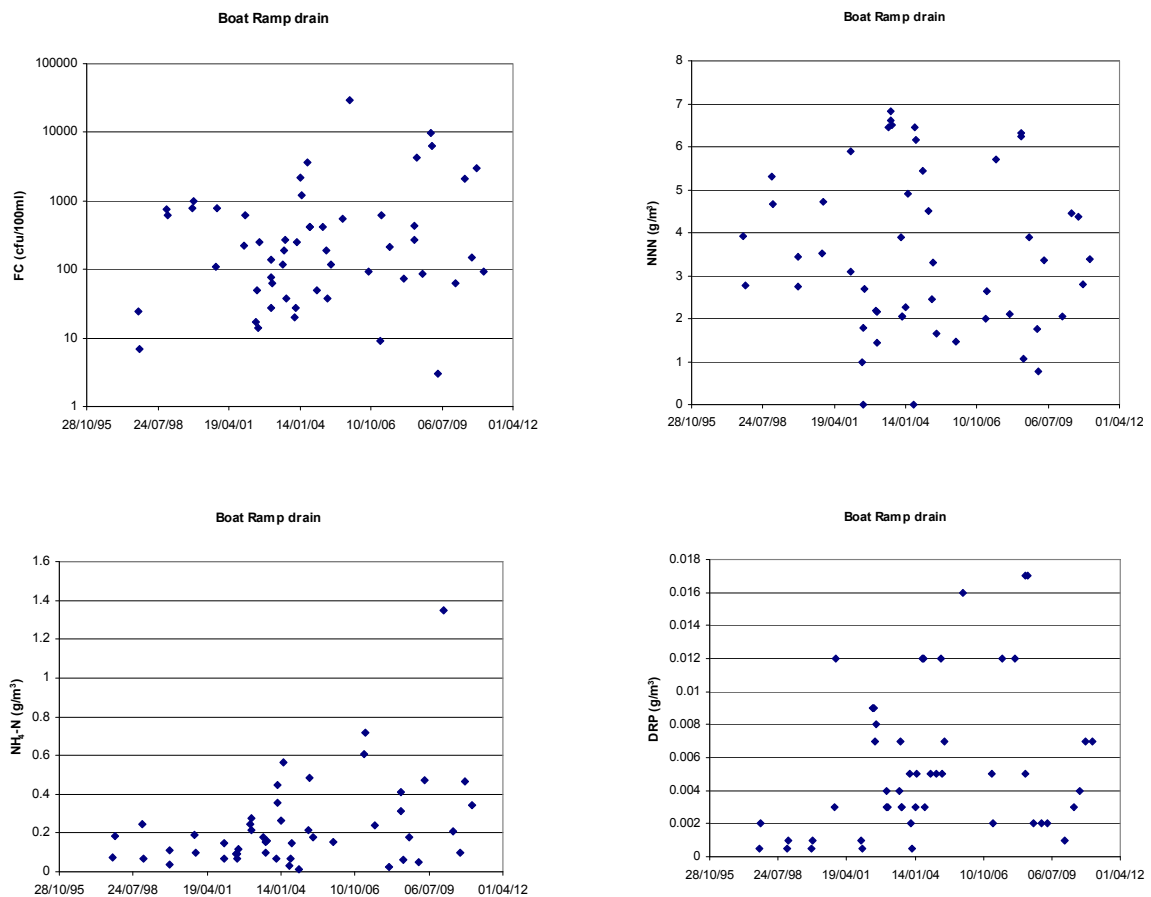 Boat Ramp drain
100000
10000
1000
100
10
1
FC (cfu/100ml)
28/10/95 24/07/98 19/04/01 14/01/04 10/10/06 06/07/09 01/04/12
Boat Ramp drain
8
7
6
5
4
3
2
1
0
NNN (g/m³)
28/10/95 24/07/98 19/04/01 14/01/04 10/10/06 06/07/09 01/04/12
Boat Ramp drain
1.6
1.4
1.2
1
0.8
0.6
0.4
0.2
0
NH₄-N (g/m³)
28/10/95 24/07/98 19/04/01 14/01/04 10/10/06 06/07/09 01/04/12
Boat Ramp drain
0.018
0.016
0.014
0.012
0.01
0.008
0.006
0.004
0.002
0
DRP (g/m³)
28/10/95 24/07/98 19/04/01 14/01/04 10/10/06 06/07/09 01/04/12